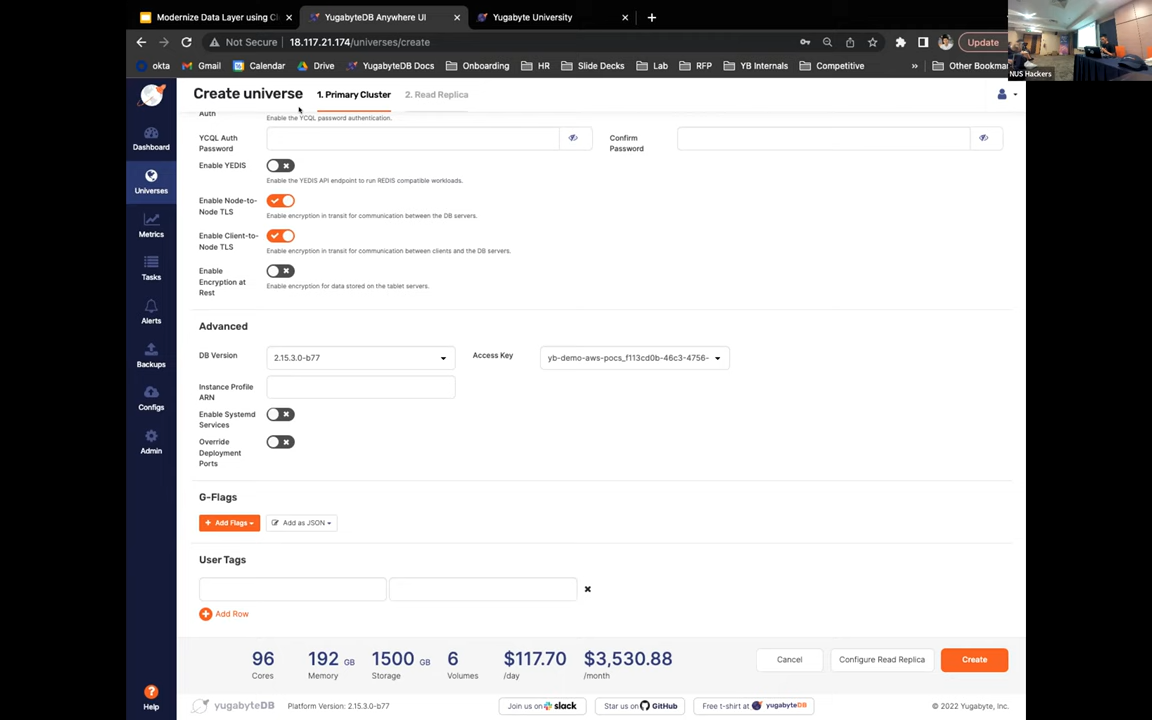 Modernize Data Layer using C
YugabyteDB Anywhere UI
Yugabyte University
Not Secure
18.117.21.174/universes/create
Update
NUS Hackers
okta
Gmail
Calendar
Drive
YugabyteDB Docs
Onboarding
HR
Slide Decks
Lab
RFP
YB Internals
Competitive
Other Bookmar
Create universe
1. Primary Cluster
2. Read Replica
Dashboard
Universes
Metrics
Tasks
Alerts
Backups
Configs
Admin
Help
Auth
Enable the YCQL password authentication.
YCQL Auth
Password
Confirm
Password
Enable YEDIS
Enable the YEDIS API endpoint to run REDIS compatible workloads.
Enable Node-to-
Node TLS
Enable encryption in transit for communication between the DB servers.
Enable Client-to-
Node TLS
Enable encryption in transit for communication between clients and the DB servers.
Enable
Encryption at
Rest
Enable encryption for data stored on the tablet servers.
Advanced
DB Version
2.15.3.0-b77
Access Key
yb-demo-aws-pocs_f113cd0b-46c3-4756-
Instance Profile
ARN
Enable Systemd
Services
Override
Deployment
Ports
G-Flags
+ Add Flags
Add as JSON
User Tags
Add Row
96
Cores
192 GB
Memory
1500 GB
Storage
6
Volumes
$117.70
/day
$3,530.88
/month
Cancel
Configure Read Replica
Create
yugabyteDB
Platform Version: 2.15.3.0-b77
Join us on slack
Star us on GitHub
Free t-shirt at yugabyteDB
© 2022 Yugabyte, Inc.